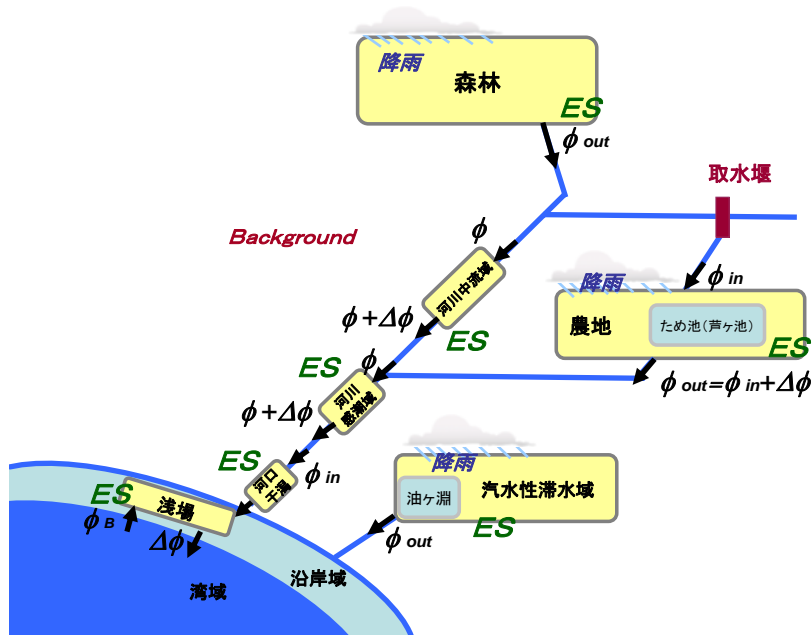 降雨
森林
ES
ϕ out
取水堰
Background
ϕ
ϕ in
降雨
河川中流域
農地
ため池(芦ヶ池)
ϕ+Δϕ
ES
ES
ES
ϕ
ϕ out=ϕ in+Δϕ
河川
感潮域
ϕ+Δϕ
ES
降雨
ϕ in
河口
干潟
汽水性滞水域
油ヶ淵
ES
浅場
ES
ϕ B
Δϕ
ϕ out
沿岸域
湾域